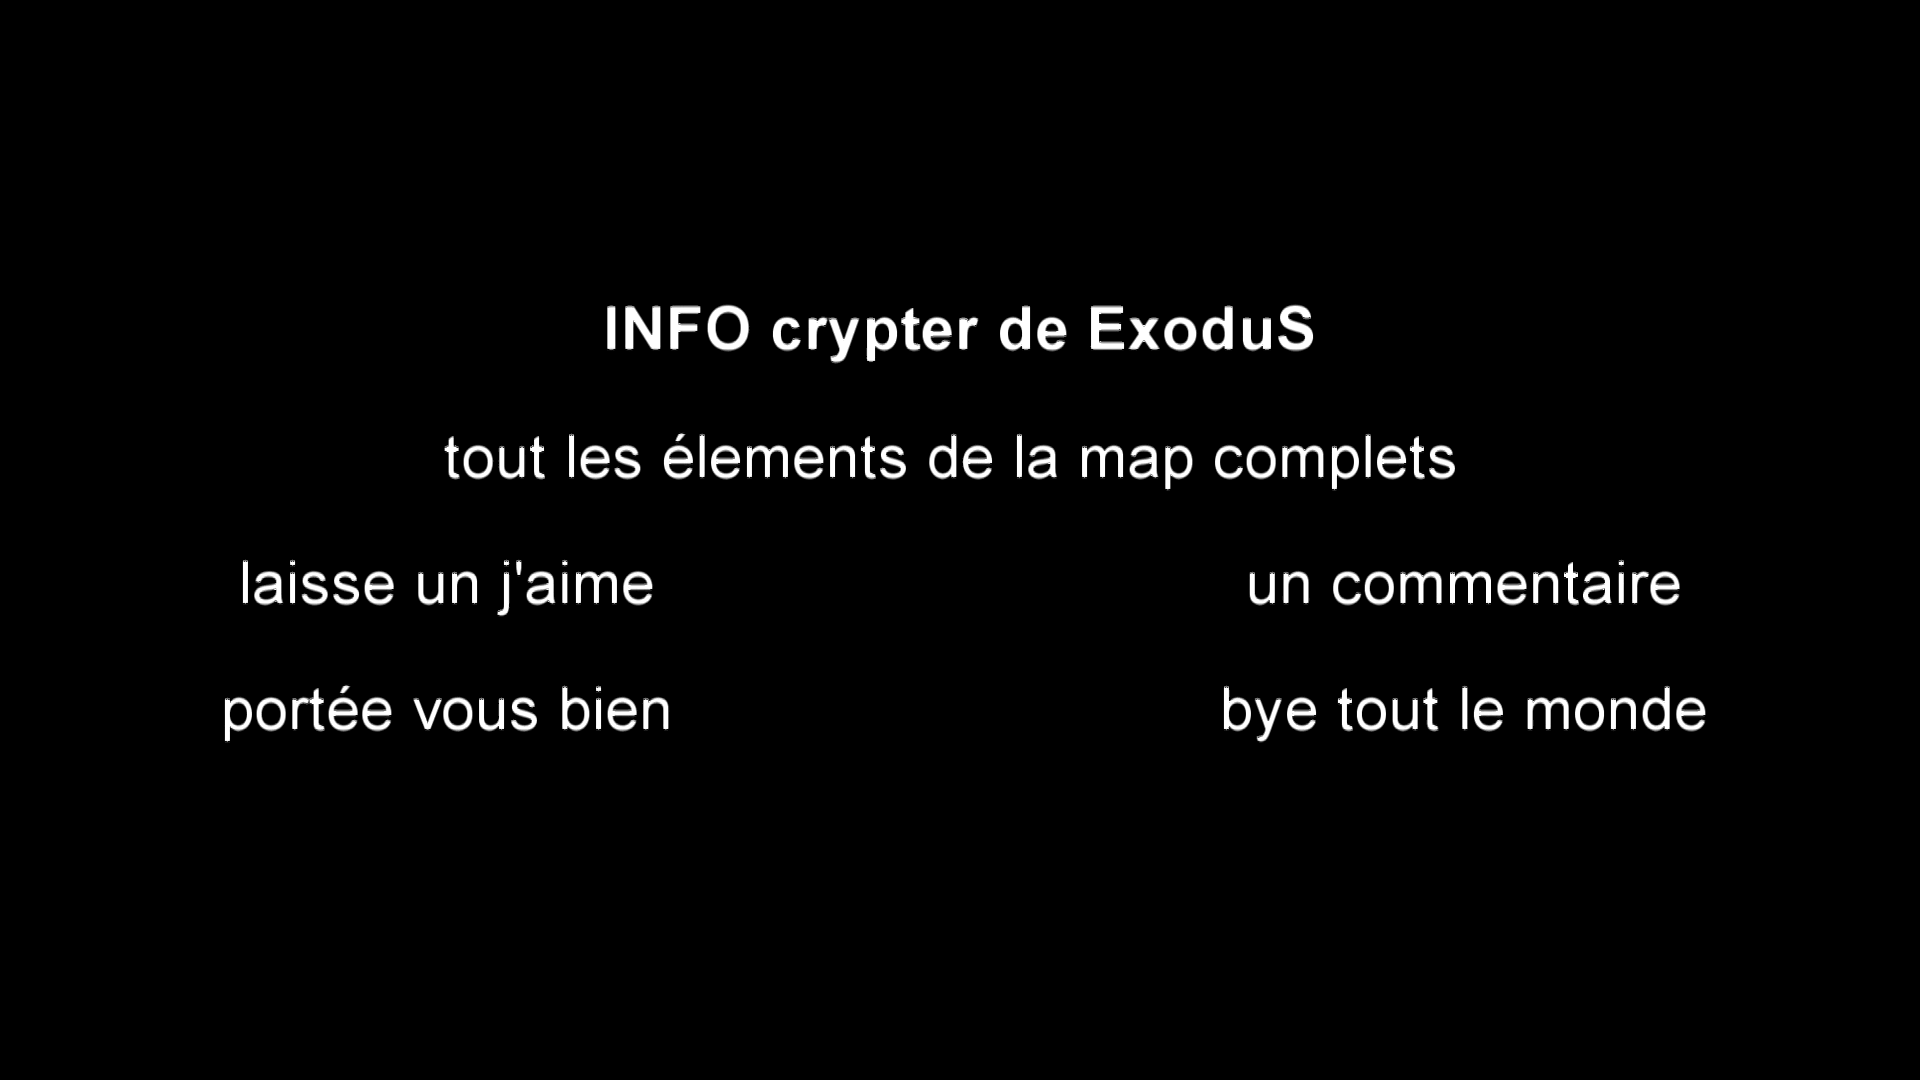 INFO crypter de ExoduS
tout les élements de la map complets
laisse un j'aime un commentaire
portée vous bien bye tout le monde